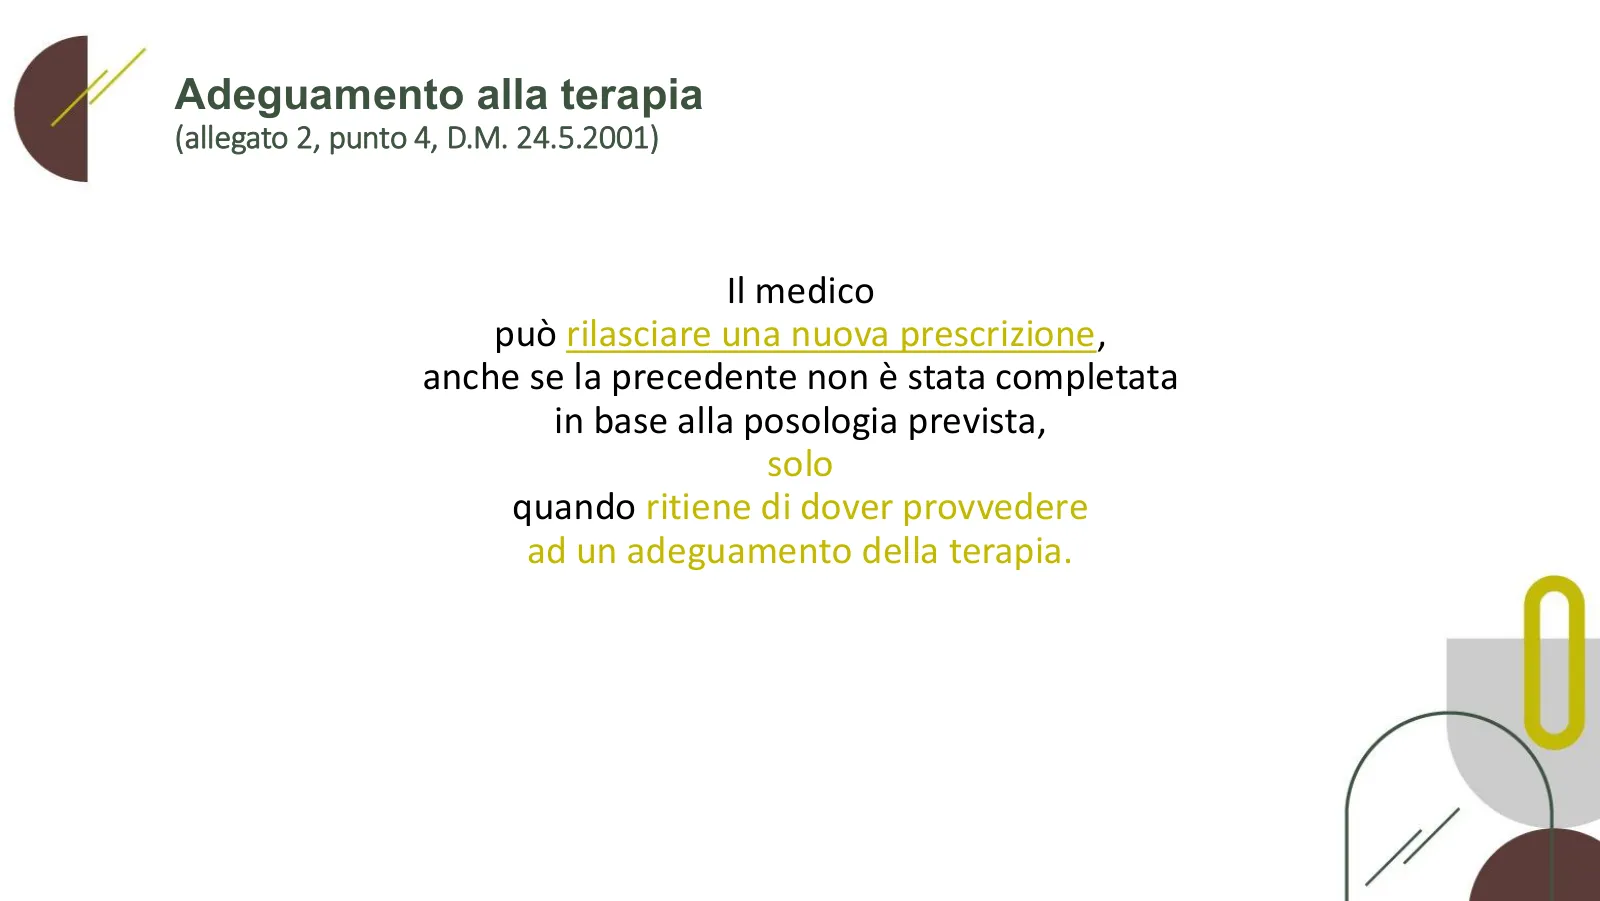 Adeguamento alla terapia
(allegato 2, punto 4, D.M. 24.5.2001)
Il medico
può rilasciare una nuova prescrizione,
anche se la precedente non è stata completata
in base alla posologia prevista,
solo
quando ritiene di dover provvedere
ad un adeguamento della terapia.